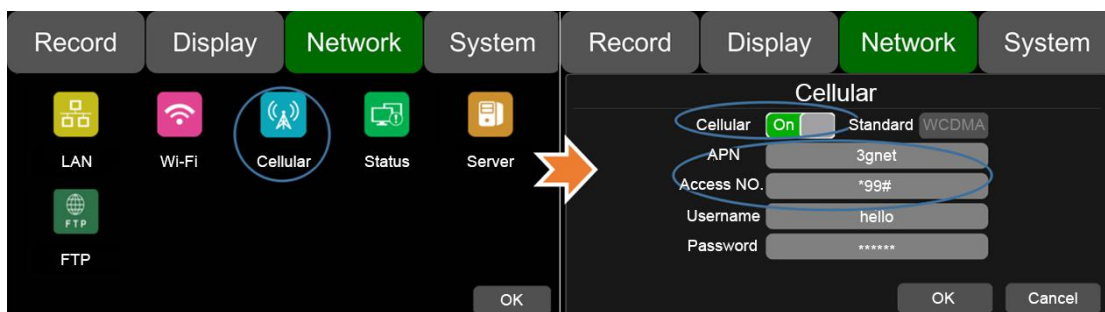 Record Display Network System
LAN Wi-Fi Cellular Status Server
FTP
FTP
OK
Record Display Network System
Cellular
Cellular On Standard WCDMA
APN 3gnet
Access NO. *99#
Username hello
Password ******
OK Cancel